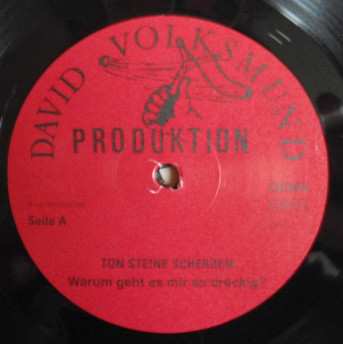 DAVID VOLKSMUND
PRODUKTION
Seite A
TON STEINE SCHERBEN
Warum geht es mir so dreckig?